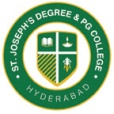 ST. JOSEPH'S DEGREE & PG COLLEGE
HYDERABAD